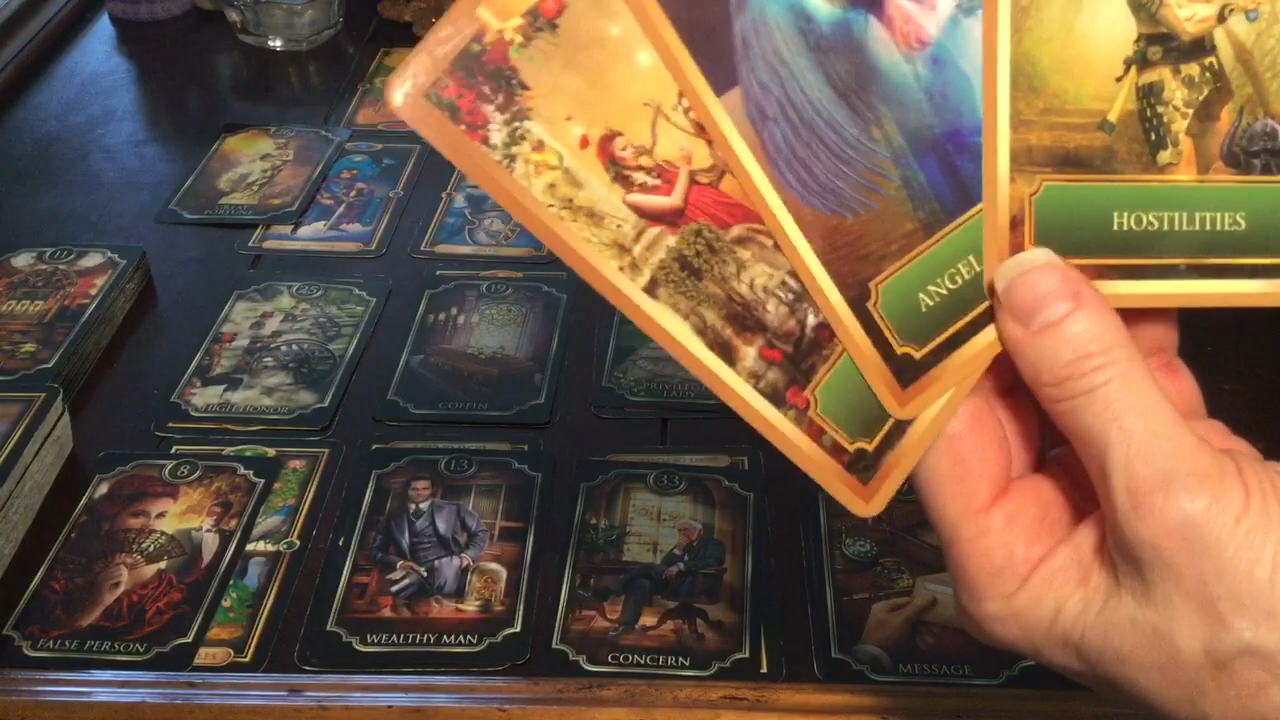 26
GREAT
FORTUNE
11
25
HIGH HONOR
19
COFFIN
PRIVILEGED
LADY
ANGEL
HOSTILITIES
8
FALSE PERSON
13
WEALTHY MAN
33
CONCERN
MESSAGE